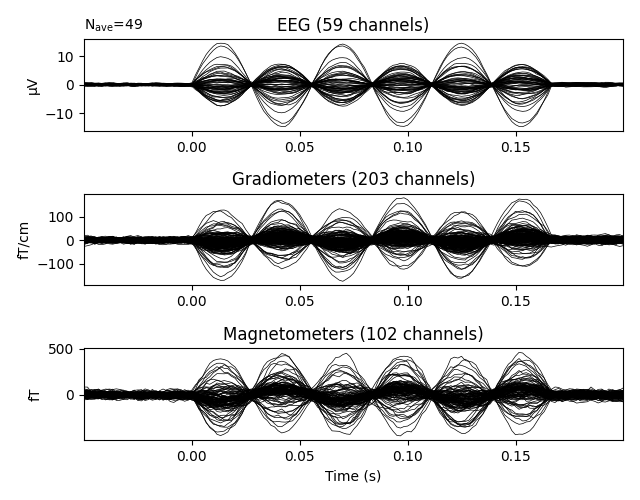 Nave=49
EEG (59 channels)
µV
10
0
−10
0.00 0.05 0.10 0.15
Gradiometers (203 channels)
fT/cm
100
0
−100
0.00 0.05 0.10 0.15
Magnetometers (102 channels)
fT
500
0
0.00 0.05 0.10 0.15
Time (s)